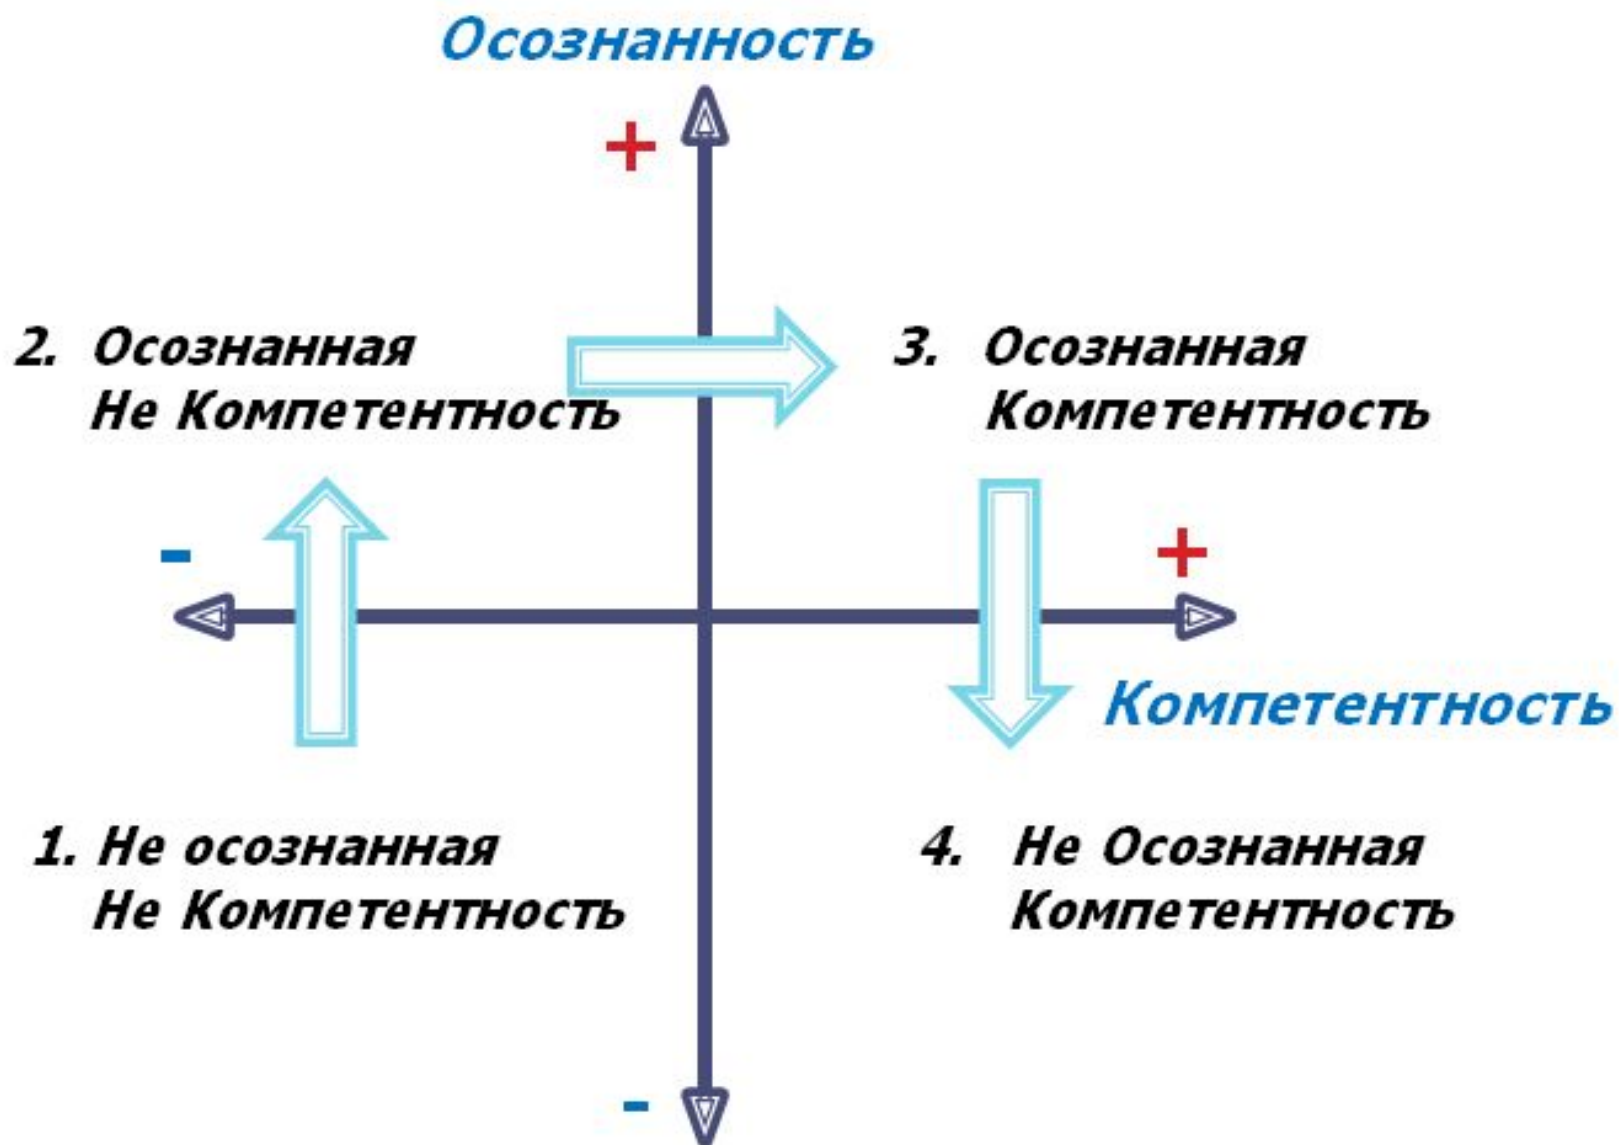 Осознанность
+
2. Осознанная
Не Компетентность
3. Осознанная
Компетентность
-
+
Компетентность
1. Не осознанная
Не Компетентность
4. Не Осознанная
Компетентность
-